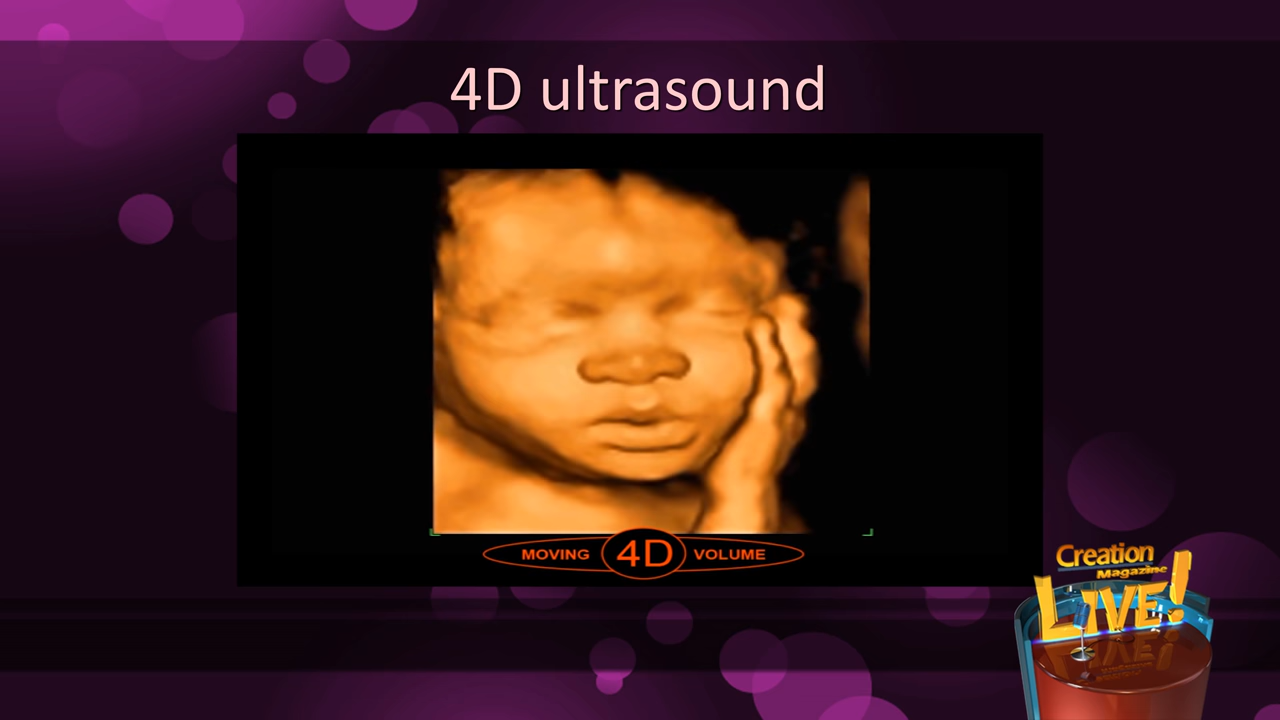 4D ultrasound
MOVING 4D VOLUME
Creation
Magazine
LIVE!